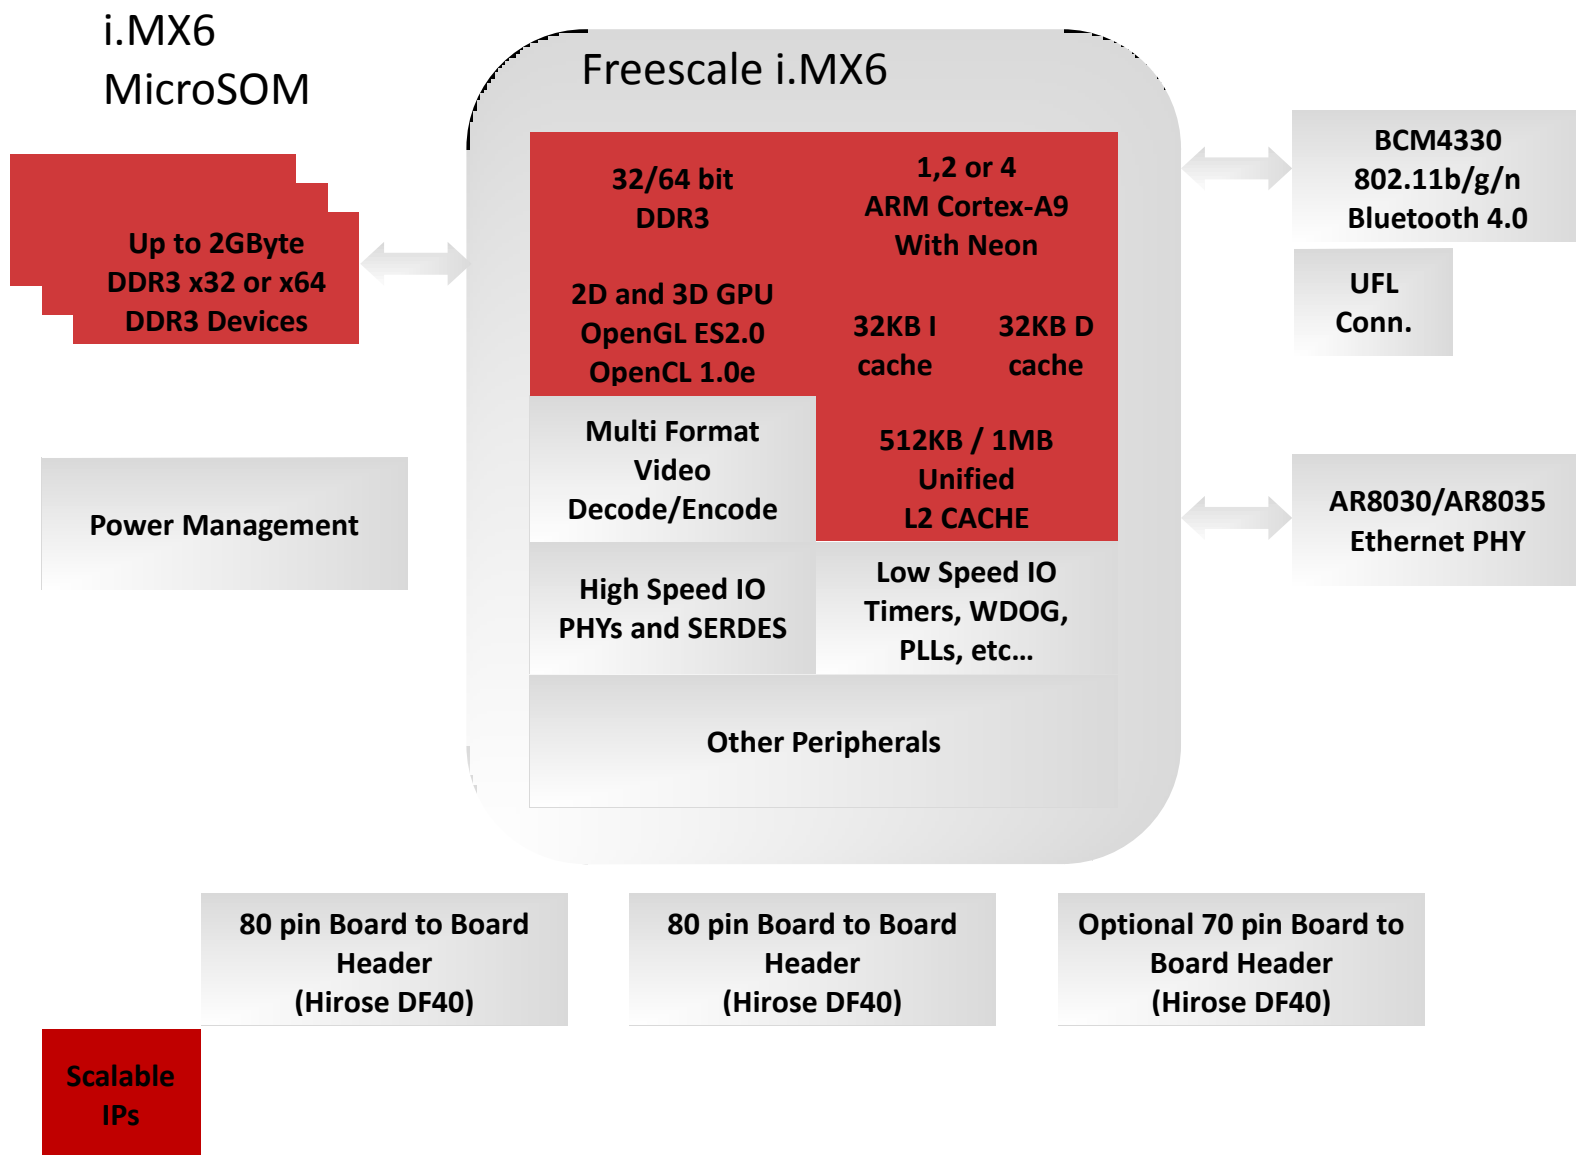 i.MX6
MicroSOM
Freescale i.MX6
Up to 2GByte
DDR3 x32 or x64
DDR3 Devices
32/64 bit
DDR3
1,2 or 4
ARM Cortex-A9
With Neon
2D and 3D GPU
OpenGL ES2.0
OpenCL 1.0e
32KB I
cache
32KB D
cache
Multi Format
Video
Decode/Encode
512KB / 1MB
Unified
L2 CACHE
High Speed IO
PHYs and SERDES
Low Speed IO
Timers, WDOG,
PLLs, etc…
Other Peripherals
BCM4330
802.11b/g/n
Bluetooth 4.0
UFL
Conn.
Power Management
AR8030/AR8035
Ethernet PHY
80 pin Board to Board
Header
(Hirose DF40)
80 pin Board to Board
Header
(Hirose DF40)
Optional 70 pin Board to
Board Header
(Hirose DF40)
Scalable
IPs